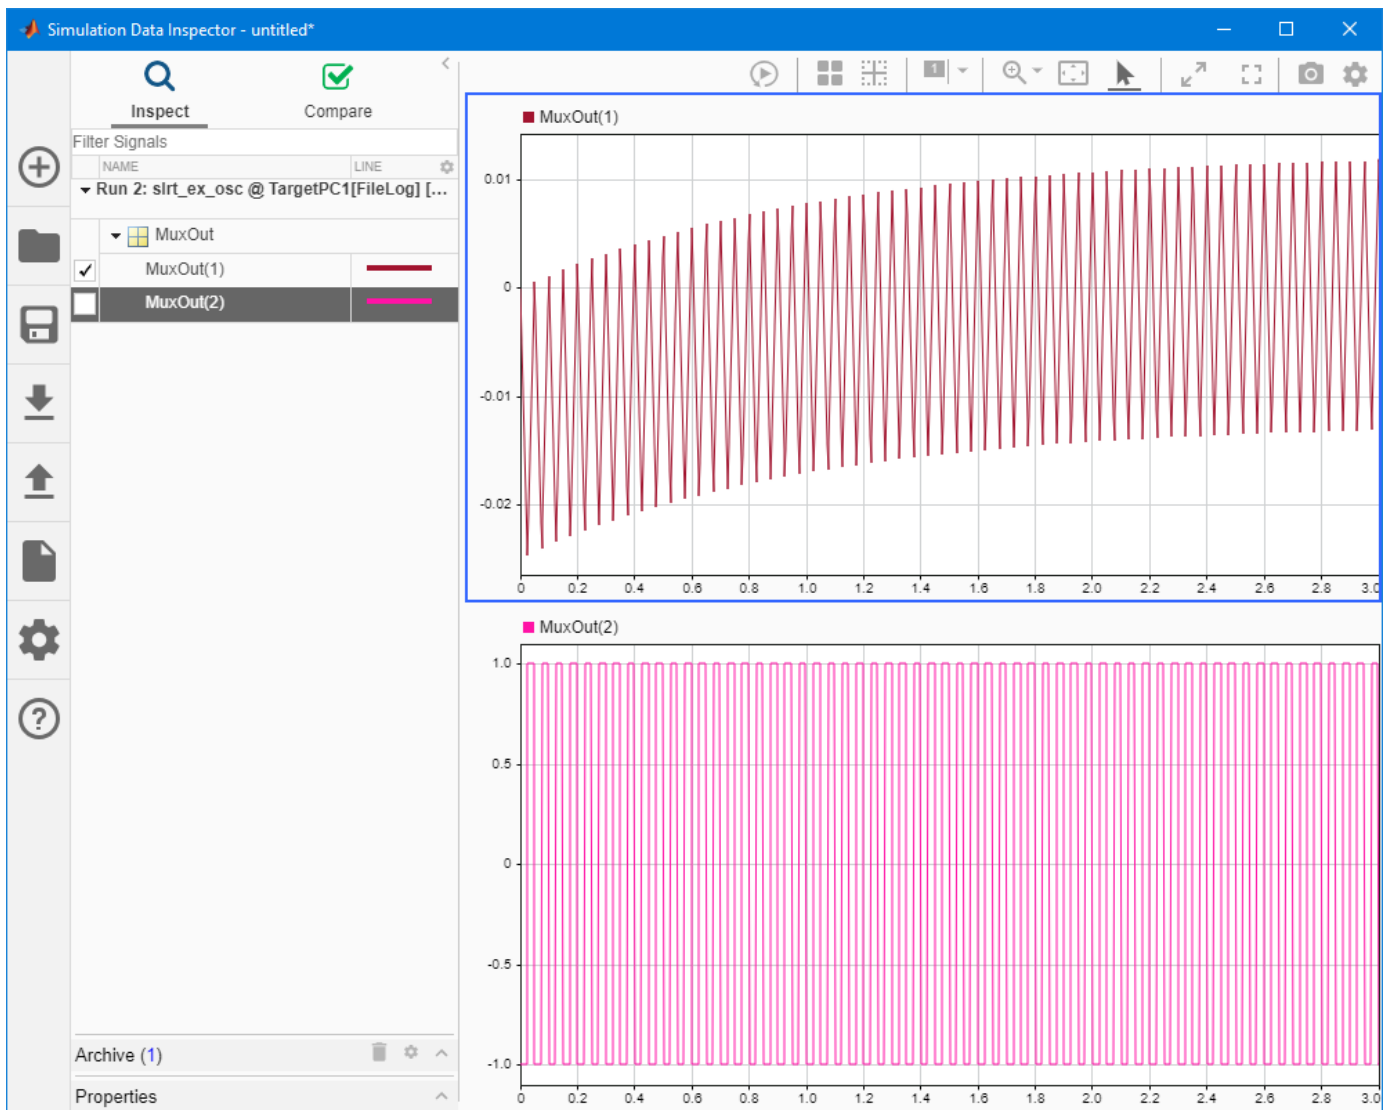 Simulation Data Inspector - untitled*
Inspect
Compare
Filter Signals
NAME LINE
Run 2: slrt_ex_osc @ TargetPC1[FileLog] [...
MuxOut
MuxOut(1)
MuxOut(2)
Archive (1)
Properties
1
MuxOut(1)
0.01
0
-0.01
-0.02
0 0.2 0.4 0.6 0.8 1.0 1.2 1.4 1.6 1.8 2.0 2.2 2.4 2.6 2.8 3.0
MuxOut(2)
1.0
0.5
0
-0.5
-1.0
0 0.2 0.4 0.6 0.8 1.0 1.2 1.4 1.6 1.8 2.0 2.2 2.4 2.6 2.8 3.0